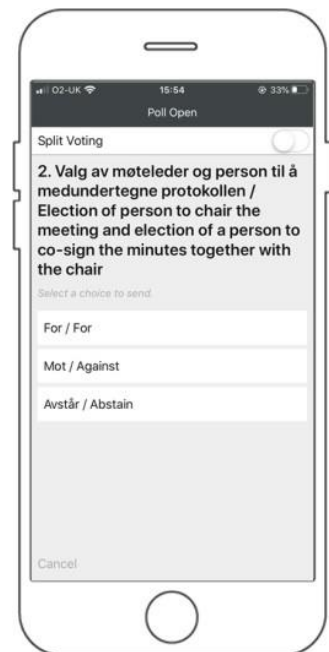 O2-UK 15:54 33%
Poll Open
Split Voting
2. Valg av møteleder og person til å
medundertegne protokollen /
Election of person to chair the
meeting and election of a person to
co-sign the minutes together with
the chair
Select a choice to send.
For / For
Mot / Against
Avstår / Abstain
Cancel